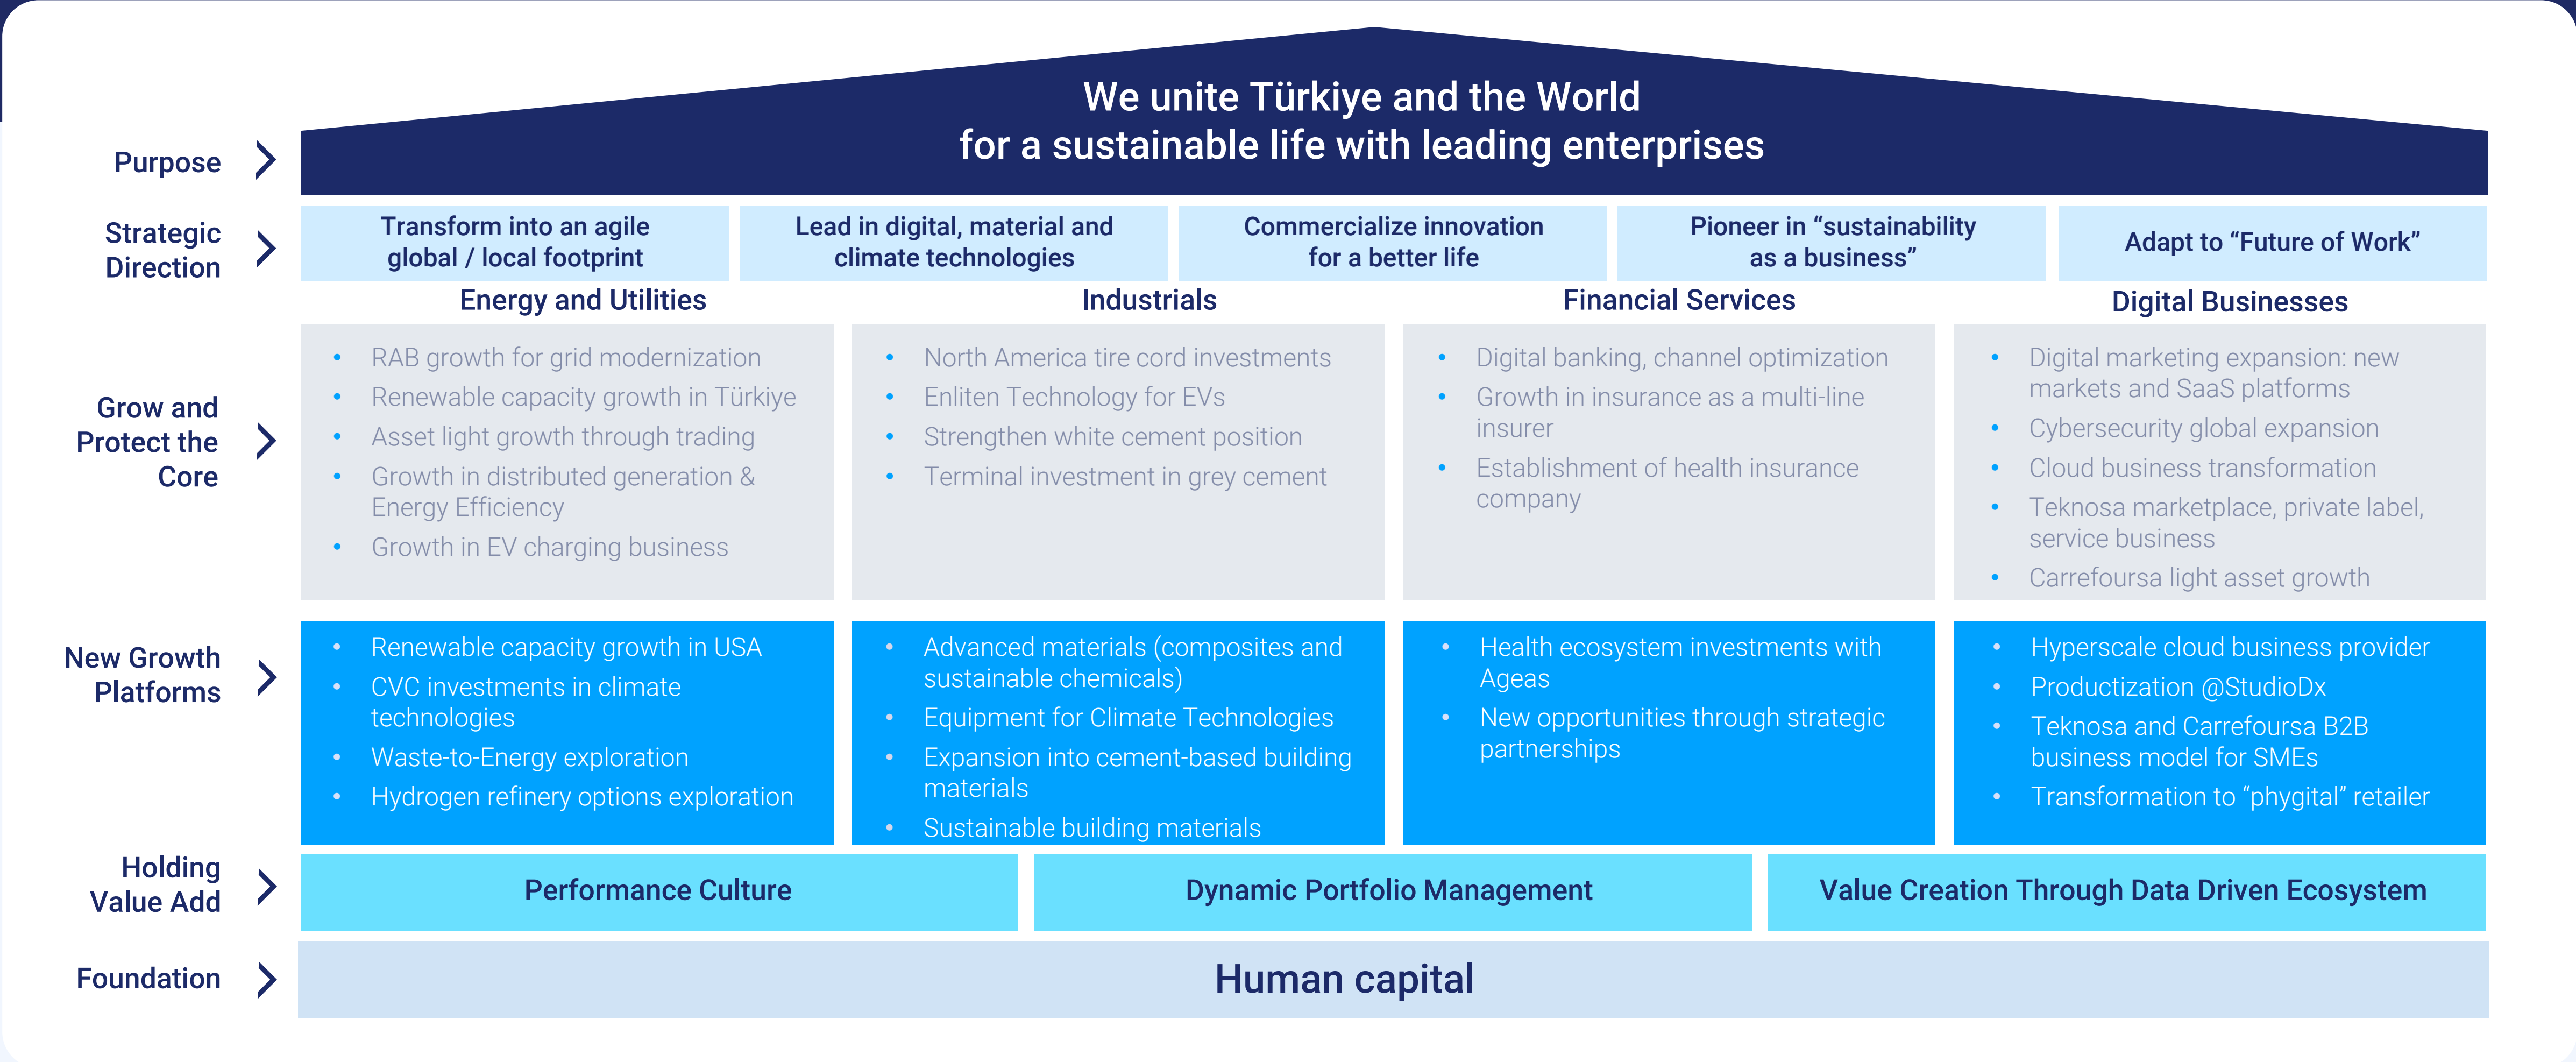 We unite Türkiye and the World
for a sustainable life with leading enterprises
Purpose
Strategic
Direction
Transform into an agile
global / local footprint
Lead in digital, material and
climate technologies
Commercialize innovation
for a better life
Pioneer in “sustainability
as a business”
Adapt to “Future of Work”
Energy and Utilities
Industrials
Financial Services
Digital Businesses
Grow and
Protect the
Core
• RAB growth for grid modernization
• Renewable capacity growth in Türkiye
• Asset light growth through trading
• Growth in distributed generation &
Energy Efficiency
• Growth in EV charging business
• North America tire cord investments
• Enliten Technology for EVs
• Strengthen white cement position
• Terminal investment in grey cement
• Digital banking, channel optimization
• Growth in insurance as a multi-line
insurer
• Establishment of health insurance
company
• Digital marketing expansion: new
markets and SaaS platforms
• Cybersecurity global expansion
• Cloud business transformation
• Teknosa marketplace, private label,
service business
• Carrefoursa light asset growth
New Growth
Platforms
• Renewable capacity growth in USA
• CVC investments in climate
technologies
• Waste-to-Energy exploration
• Hydrogen refinery options exploration
• Advanced materials (composites and
sustainable chemicals)
• Equipment for Climate Technologies
• Expansion into cement-based building
materials
• Sustainable building materials
• Health ecosystem investments with
Ageas
• New opportunities through strategic
partnerships
• Hyperscale cloud business provider
• Productization @StudioDx
• Teknosa and Carrefoursa B2B
business model for SMEs
• Transformation to “phygital” retailer
Holding
Value Add
Performance Culture
Dynamic Portfolio Management
Value Creation Through Data Driven Ecosystem
Foundation
Human capital